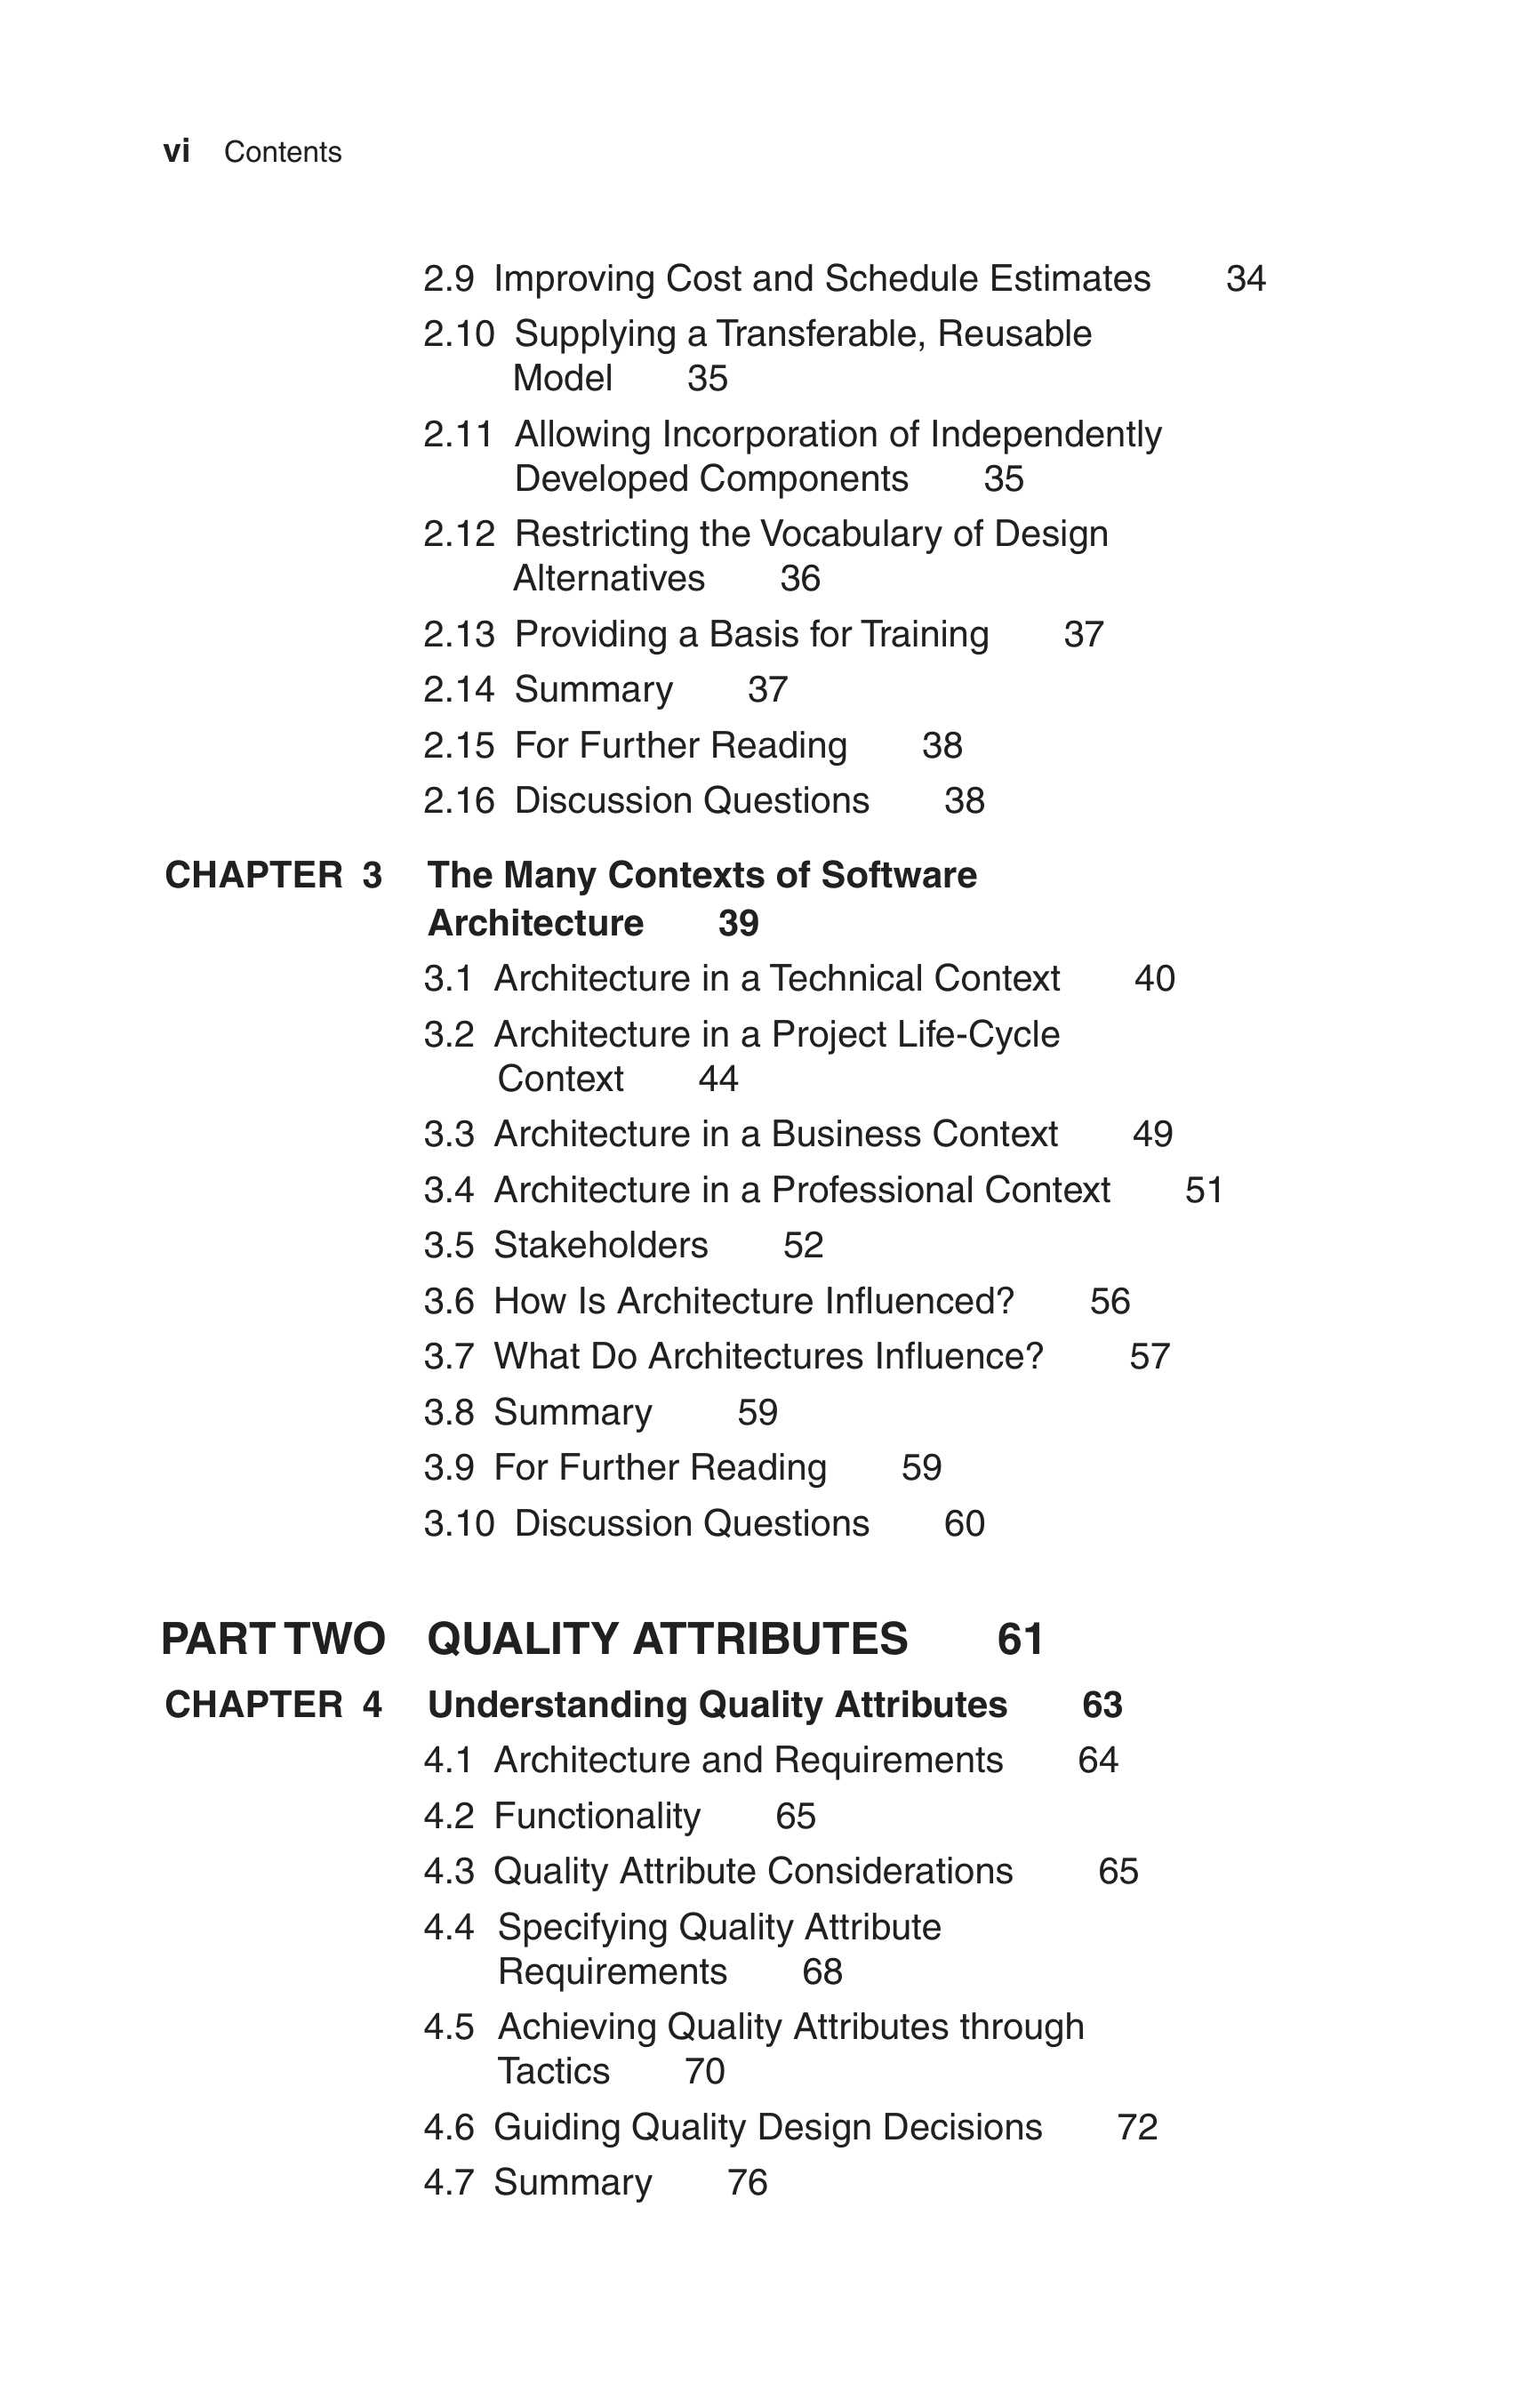 vi Contents
2.9 Improving Cost and Schedule Estimates 34
2.10 Supplying a Transferable, Reusable
Model 35
2.11 Allowing Incorporation of Independently
Developed Components 35
2.12 Restricting the Vocabulary of Design
Alternatives 36
2.13 Providing a Basis for Training 37
2.14 Summary 37
2.15 For Further Reading 38
2.16 Discussion Questions 38
CHAPTER 3 The Many Contexts of Software
Architecture 39
3.1 Architecture in a Technical Context 40
3.2 Architecture in a Project Life-Cycle
Context 44
3.3 Architecture in a Business Context 49
3.4 Architecture in a Professional Context 51
3.5 Stakeholders 52
3.6 How Is Architecture Influenced? 56
3.7 What Do Architectures Influence? 57
3.8 Summary 59
3.9 For Further Reading 59
3.10 Discussion Questions 60
PART TWO QUALITY ATTRIBUTES 61
CHAPTER 4 Understanding Quality Attributes 63
4.1 Architecture and Requirements 64
4.2 Functionality 65
4.3 Quality Attribute Considerations 65
4.4 Specifying Quality Attribute
Requirements 68
4.5 Achieving Quality Attributes through
Tactics 70
4.6 Guiding Quality Design Decisions 72
4.7 Summary 76